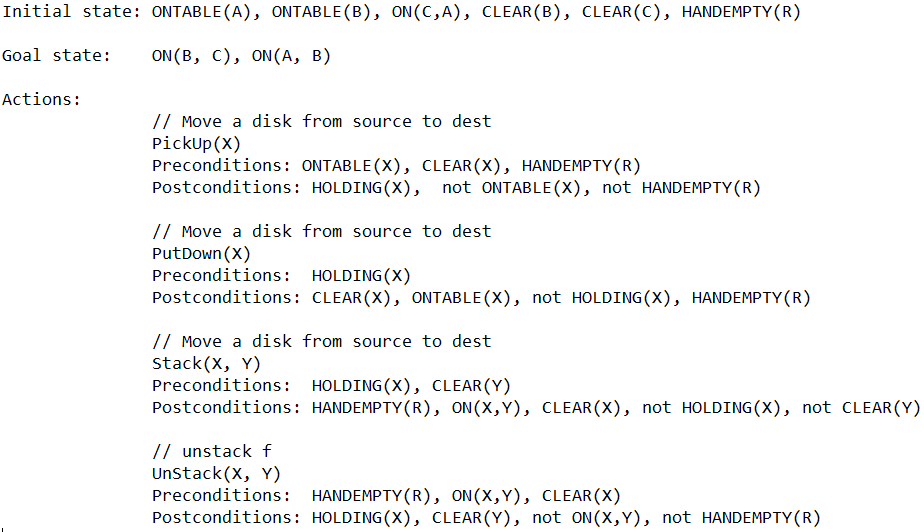 Initial state: ONTABLE(A), ONTABLE(B), ON(C,A), CLEAR(B), CLEAR(C), HANDEMPTY(R)
Goal state: ON(B, C), ON(A, B)
Actions:
// Move a disk from source to dest
PickUp(X)
Preconditions: ONTABLE(X), CLEAR(X), HANDEMPTY(R)
Postconditions: HOLDING(X), not ONTABLE(X), not HANDEMPTY(R)
// Move a disk from source to dest
PutDown(X)
Preconditions: HOLDING(X)
Postconditions: CLEAR(X), ONTABLE(X), not HOLDING(X), HANDEMPTY(R)
// Move a disk from source to dest
Stack(X, Y)
Preconditions: HOLDING(X), CLEAR(Y)
Postconditions: HANDEMPTY(R), ON(X,Y), CLEAR(X), not HOLDING(X), not CLEAR(Y)
// unstack f
UnStack(X, Y)
Preconditions: HANDEMPTY(R), ON(X,Y), CLEAR(X)
Postconditions: HOLDING(X), CLEAR(Y), not ON(X,Y), not HANDEMPTY(R)